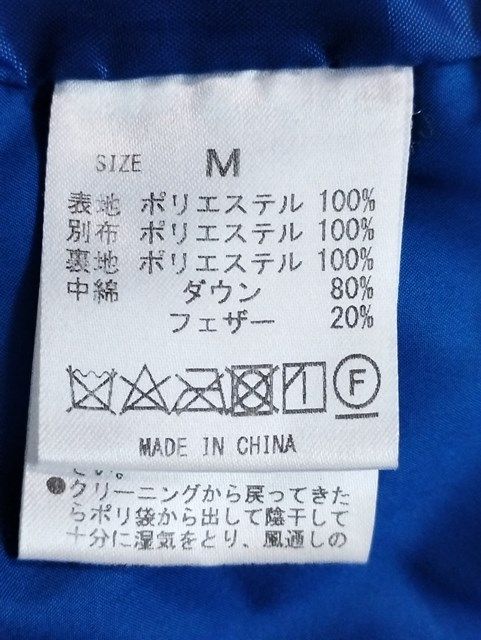 SIZE M
表地 ポリエステル 100%
別布 ポリエステル 100%
裏地 ポリエステル 100%
中綿 ダウン 80%
フェザー 20%
F
MADE IN CHINA
さい。
●クリーニングから戻ってきた
らポリ袋から出して陰干して
十分に湿気をとり、風通しの